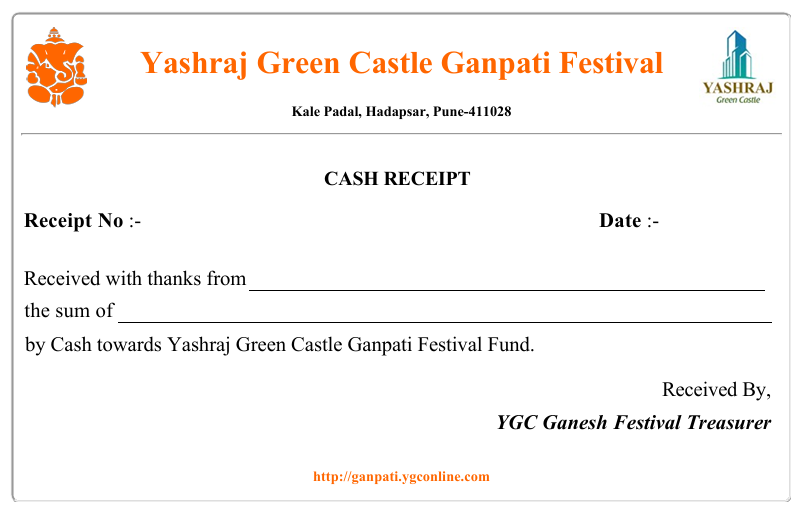 Yashraj Green Castle Ganpati Festival
YASHRAJ
Green Castle
Kale Padal, Hadapsar, Pune-411028
CASH RECEIPT
Receipt No :- Date :-
Received with thanks from
the sum of
by Cash towards Yashraj Green Castle Ganpati Festival Fund.
Received By,
YGC Ganesh Festival Treasurer
http://ganpati.ygconline.com